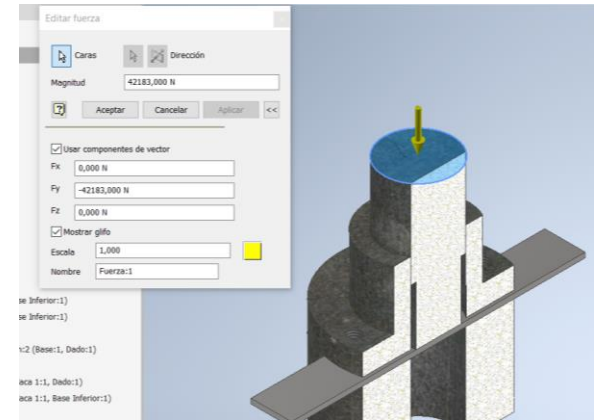 Editar fuerza
Caras
Dirección
Magnitud 42183,000 N
Aceptar Cancelar Aplicar <<
Usar componentes de vector
Fx 0,000 N
Fy -42183,000 N
Fz 0,000 N
Mostrar glifo
Escala 1,000
Nombre Fuerza:1
se Inferior:1)
se Inferior:1)
n:2 (Base:1, Dado:1)
aca 1:1, Dado:1)
aca 1:1, Base Inferior:1)